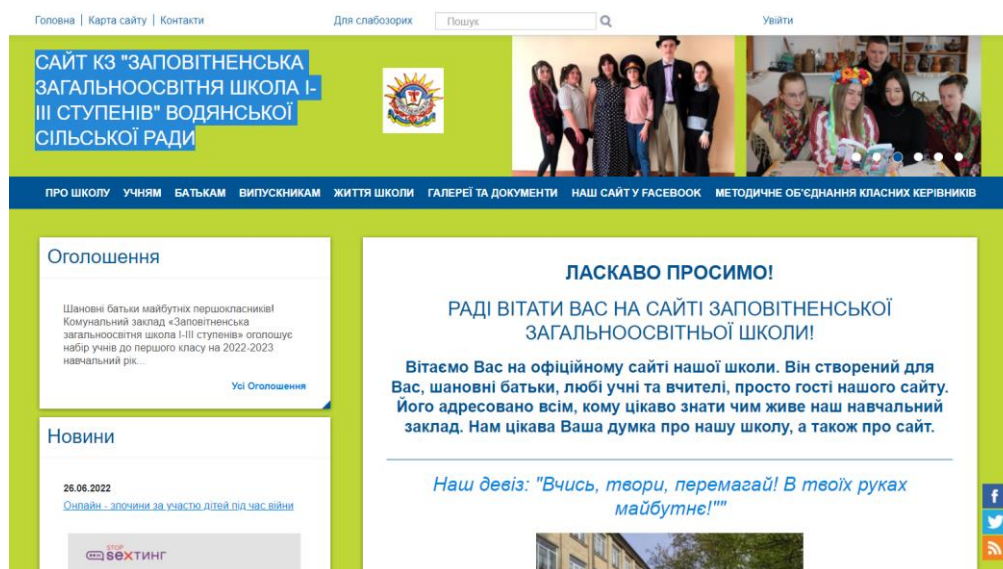 Головна | Карта сайту | Контакти
Для слабозорих
Пошук
Увійти
САЙТ КЗ "ЗАПОВІТНЕНСЬКА
ЗАГАЛЬНООСВІТНЯ ШКОЛА І-
ІІІ СТУПЕНІВ" ВОДЯНСЬКОЇ
СІЛЬСЬКОЇ РАДИ
ПРО ШКОЛУ УЧНЯМ БАТЬКАМ ВИПУСКНИКАМ ЖИТТЯ ШКОЛИ ГАЛЕРЕЇ ТА ДОКУМЕНТИ НАШ САЙТ У FACEBOOK МЕТОДИЧНЕ ОБ'ЄДНАННЯ КЛАСНИХ КЕРІВНИКІВ
Оголошення
Шановні батьки майбутніх першокласників!
Комунальний заклад «Заповітненська
загальноосвітня школа І-ІІІ ступенів» оголошує
набір учнів до першого класу на 2022-2023
навчальний рік...
Усі Оголошення
Новини
26.06.2022
Онлайн - злочини за участю дітей під час війни
STOP
sexтинг
ЛАСКАВО ПРОСИМО!
РАДІ ВІТАТИ ВАС НА САЙТІ ЗАПОВІТНЕНСЬКОЇ
ЗАГАЛЬНООСВІТНЬОЇ ШКОЛИ!
Вітаємо Вас на офіційному сайті нашої школи. Він створений для
Вас, шановні батьки, любі учні та вчителі, просто гості нашого сайту.
Його адресовано всім, кому цікаво знати чим живе наш навчальний
заклад. Нам цікава Ваша думка про нашу школу, а також про сайт.
Наш девіз: "Вчись, твори, перемагай! В твоїх руках
майбутнє!""